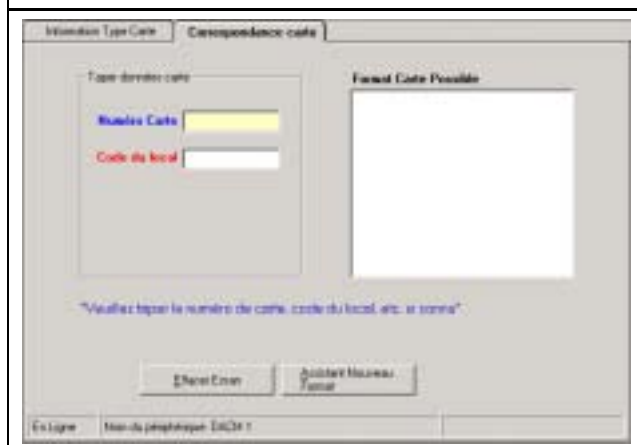 Information Type Carte
Correspondance carte
Taper données carte
Format Carte Possible
Numéro Carte
Code du local
"Veuillez taper le numéro de carte, code du local, etc. si connu"
Effacer Ecran
Assistant Nouveau
Format
En Ligne
Nom du périphérique: DACM 1